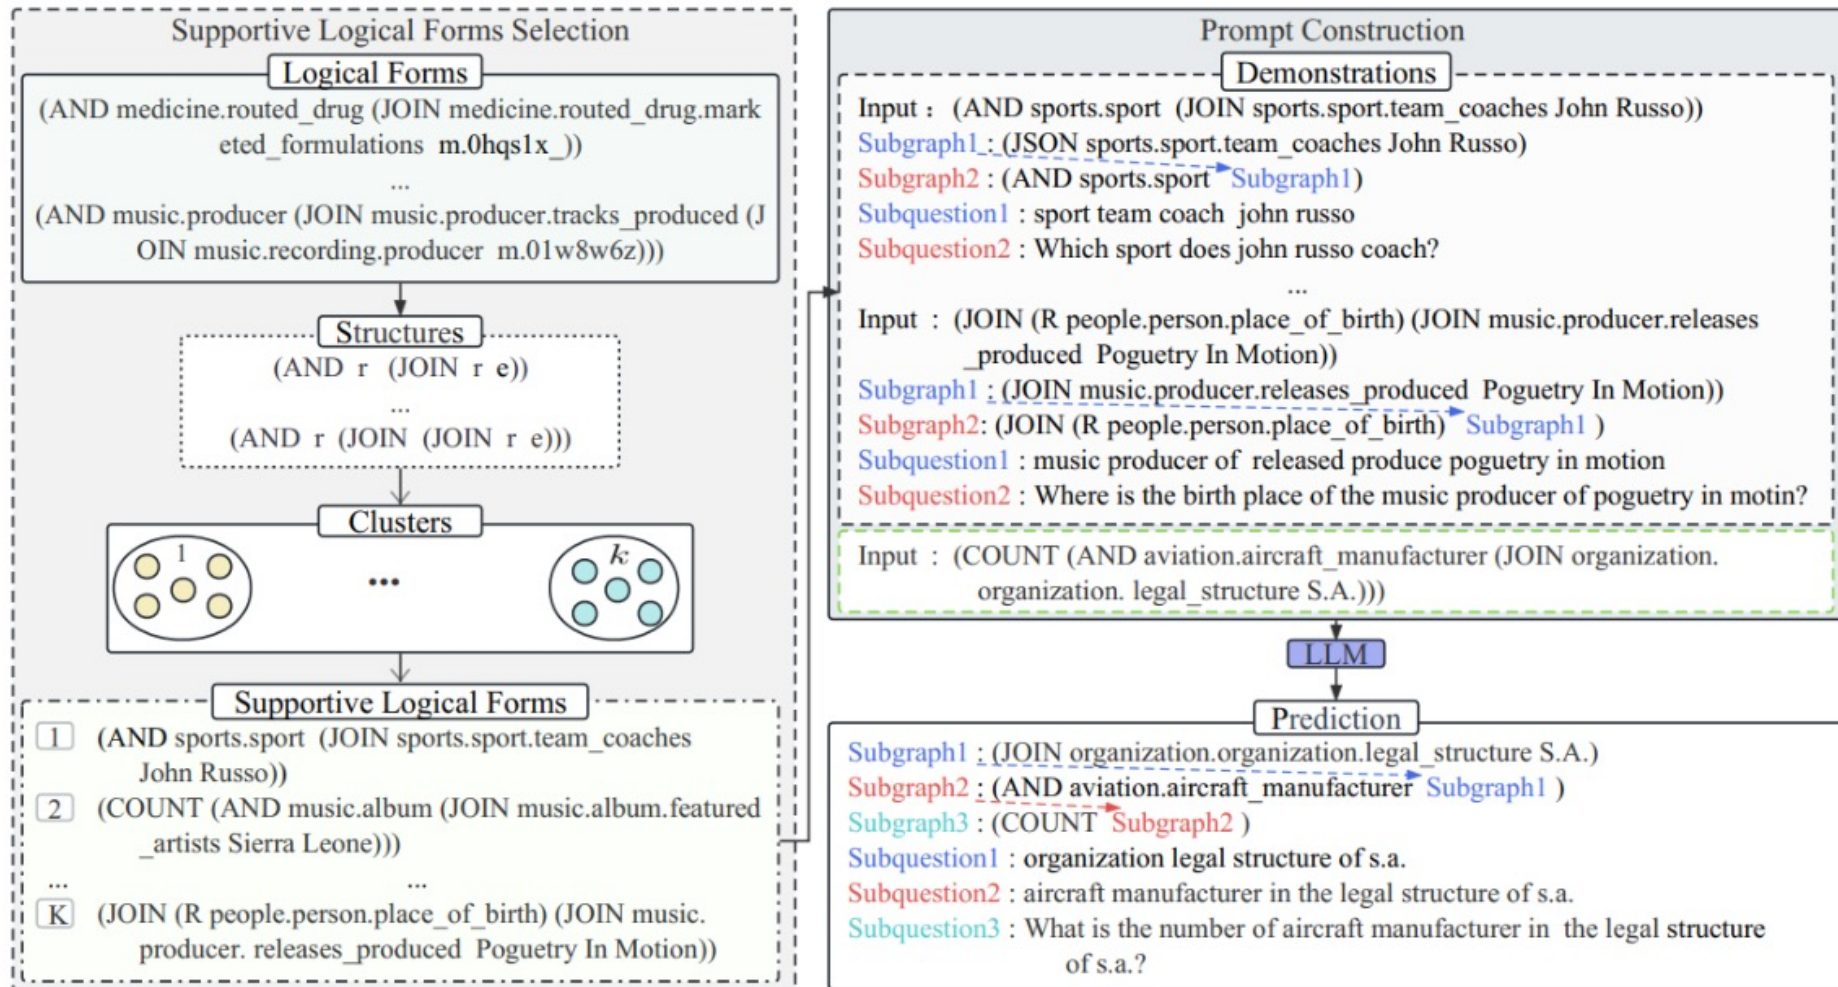 Supportive Logical Forms Selection
Logical Forms
(AND medicine.routed_drug (JOIN medicine.routed_drug.mark
eted_formulations m.0hqs1x_))
...
(AND music.producer (JOIN music.producer.tracks_produced (J
OIN music.recording.producer m.01w8w6z)))
Structures
(AND r (JOIN r e))
...
(AND r (JOIN (JOIN r e)))
Clusters
1
...
k
Supportive Logical Forms
1 (AND sports.sport (JOIN sports.sport.team_coaches
John Russo))
2 (COUNT (AND music.album (JOIN music.album.featured
_artists Sierra Leone)))
... ...
K (JOIN (R people.person.place_of_birth) (JOIN music.
producer. releases_produced Poguetry In Motion))
Prompt Construction
Demonstrations
Input : (AND sports.sport (JOIN sports.sport.team_coaches John Russo))
Subgraph1 : (JSON sports.sport.team_coaches John Russo)
Subgraph2 : (AND sports.sport Subgraph1)
Subquestion1 : sport team coach john russo
Subquestion2 : Which sport does john russo coach?
...
Input : (JOIN (R people.person.place_of_birth) (JOIN music.producer.releases
_produced Poguetry In Motion))
Subgraph1 : (JOIN music.producer.releases_produced Poguetry In Motion))
Subgraph2: (JOIN (R people.person.place_of_birth) Subgraph1 )
Subquestion1 : music producer of released produce poguetry in motion
Subquestion2 : Where is the birth place of the music producer of poguetry in motin?
Input : (COUNT (AND aviation.aircraft_manufacturer (JOIN organization.
organization. legal_structure S.A.)))
LLM
Prediction
Subgraph1 : (JOIN organization.organization.legal_structure S.A.)
Subgraph2 : (AND aviation.aircraft_manufacturer Subgraph1 )
Subgraph3 : (COUNT Subgraph2 )
Subquestion1 : organization legal structure of s.a.
Subquestion2 : aircraft manufacturer in the legal structure of s.a.
Subquestion3 : What is the number of aircraft manufacturer in the legal structure
of s.a.?